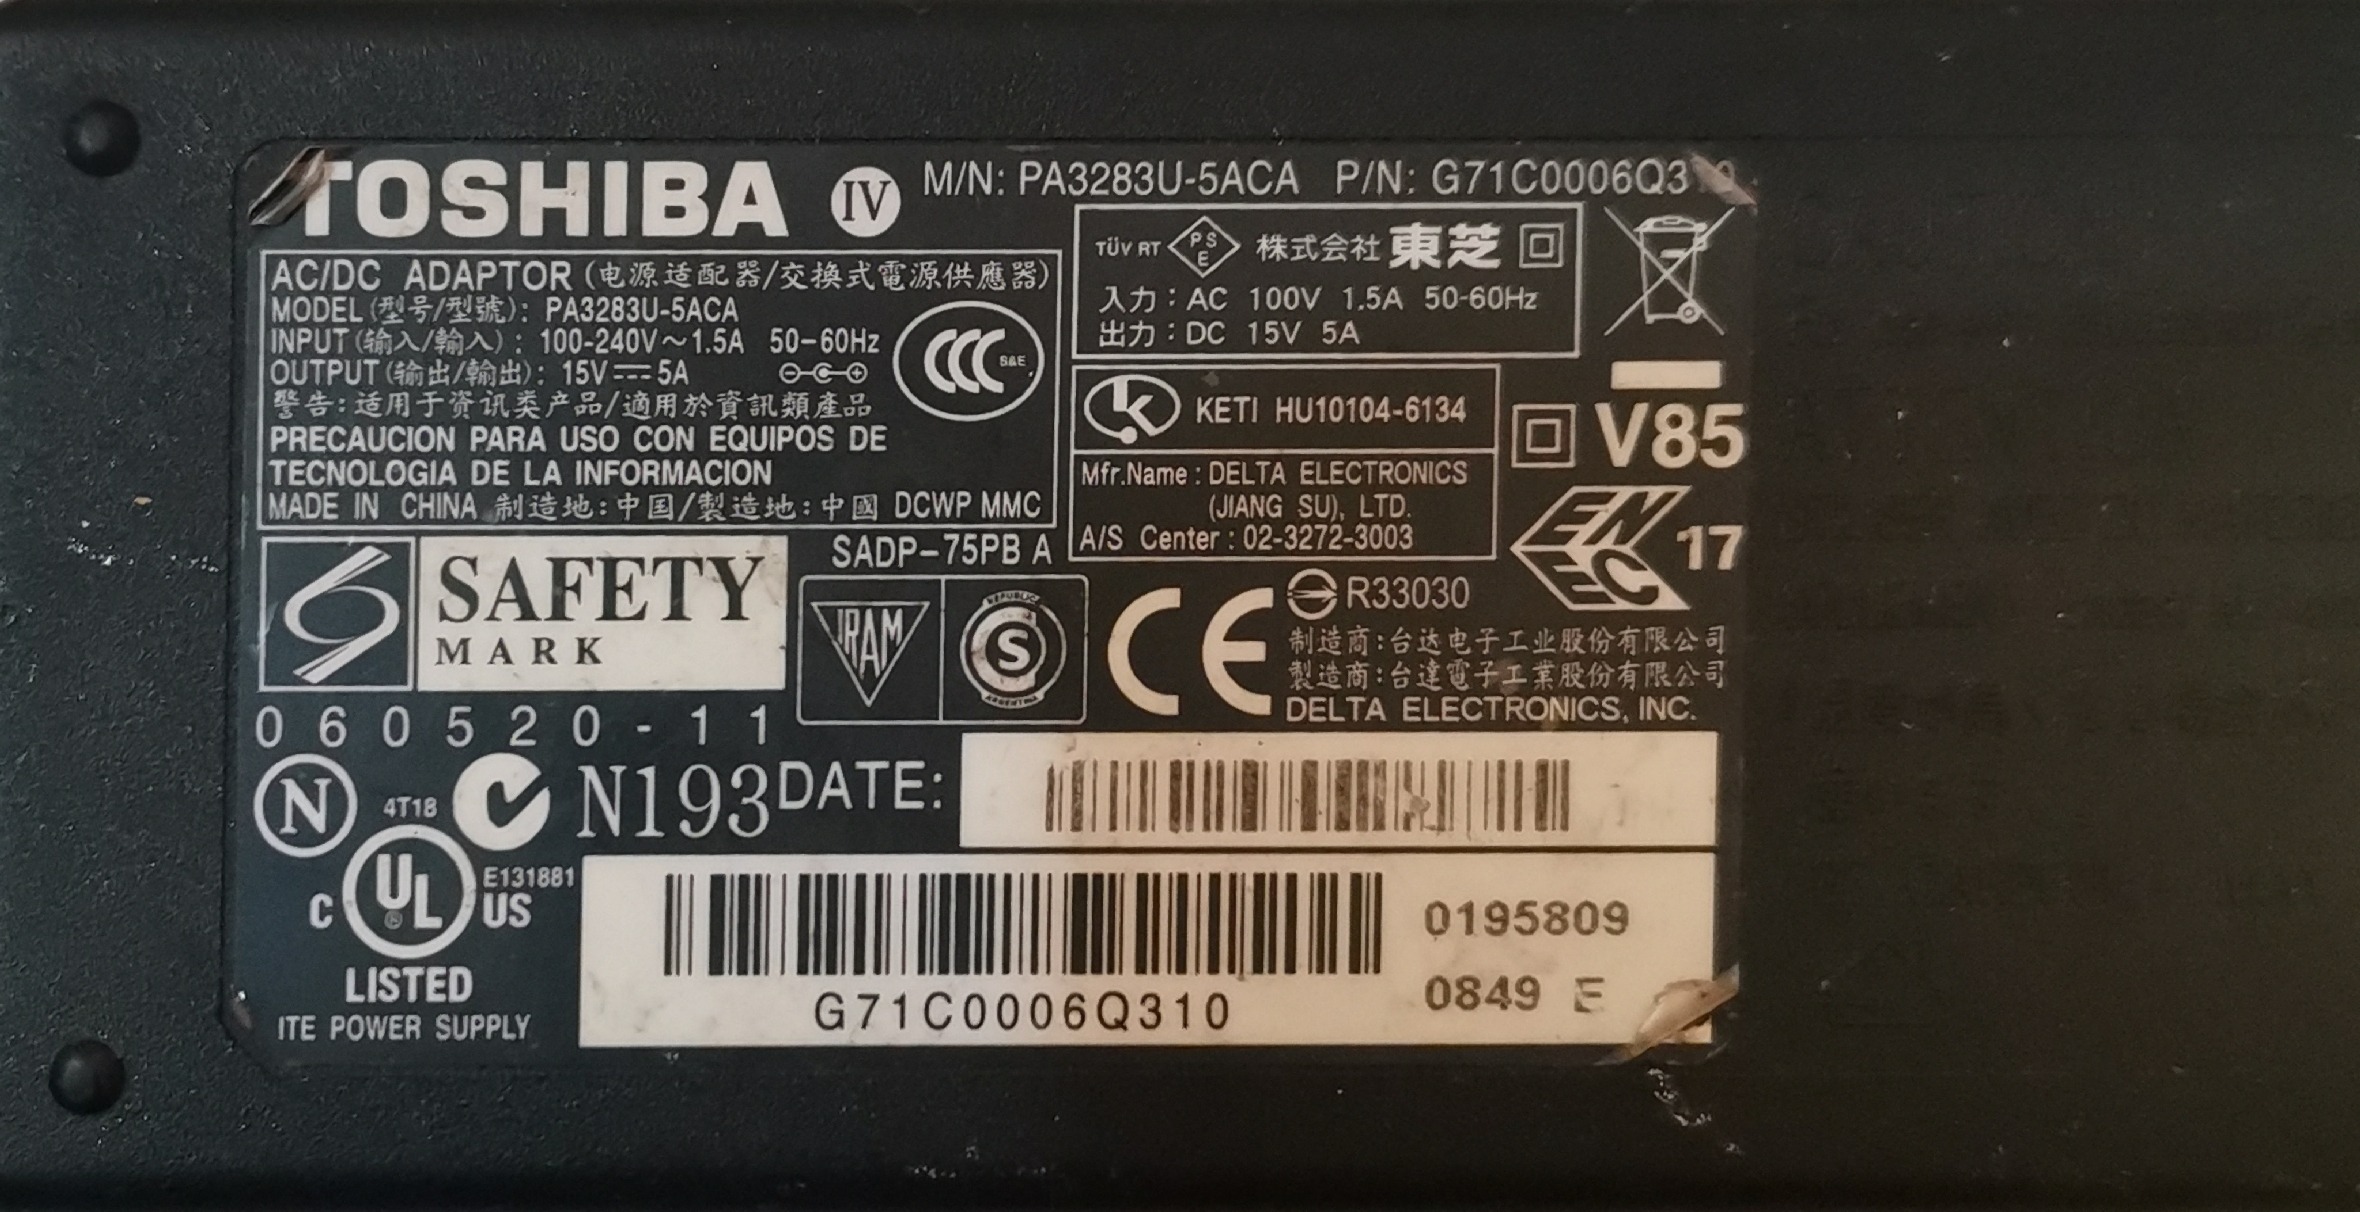 TOSHIBA IV M/N: PA3283U-5ACA P/N: G71C0006Q310
AC/DC ADAPTOR (电源适配器/交換式電源供應器)
MODEL (型号/型號): PA3283U-5ACA
INPUT (输入/輸入): 100-240V～1.5A 50-60Hz
OUTPUT (输出/輸出): 15V⎓5A
CCC S&E
警告:适用于资讯类产品/適用於資訊類產品
PRECAUCION PARA USO CON EQUIPOS DE
TECNOLOGIA DE LA INFORMACION
MADE IN CHINA 制造地:中国/製造地:中國 DCWP MMC
TÜV RT PSE 株式会社 東芝
入力:AC 100V 1.5A 50-60Hz
出力:DC 15V 5A
KETI HU10104-6134
V85
Mfr.Name : DELTA ELECTRONICS
(JIANG SU), LTD.
A/S Center : 02-3272-3003
ENEC 17
SAFETY
MARK
SADP-75PB A
IRAM
REPUBLICA
S
ARGENTINA
CE
R33030
制造商:台达电子工业股份有限公司
製造商:台達電子工業股份有限公司
DELTA ELECTRONICS, INC.
060520-11
N
4T18
N193
DATE:
C UL ® US
E131881
LISTED
ITE POWER SUPPLY
G71C0006Q310
0195809
0849 E